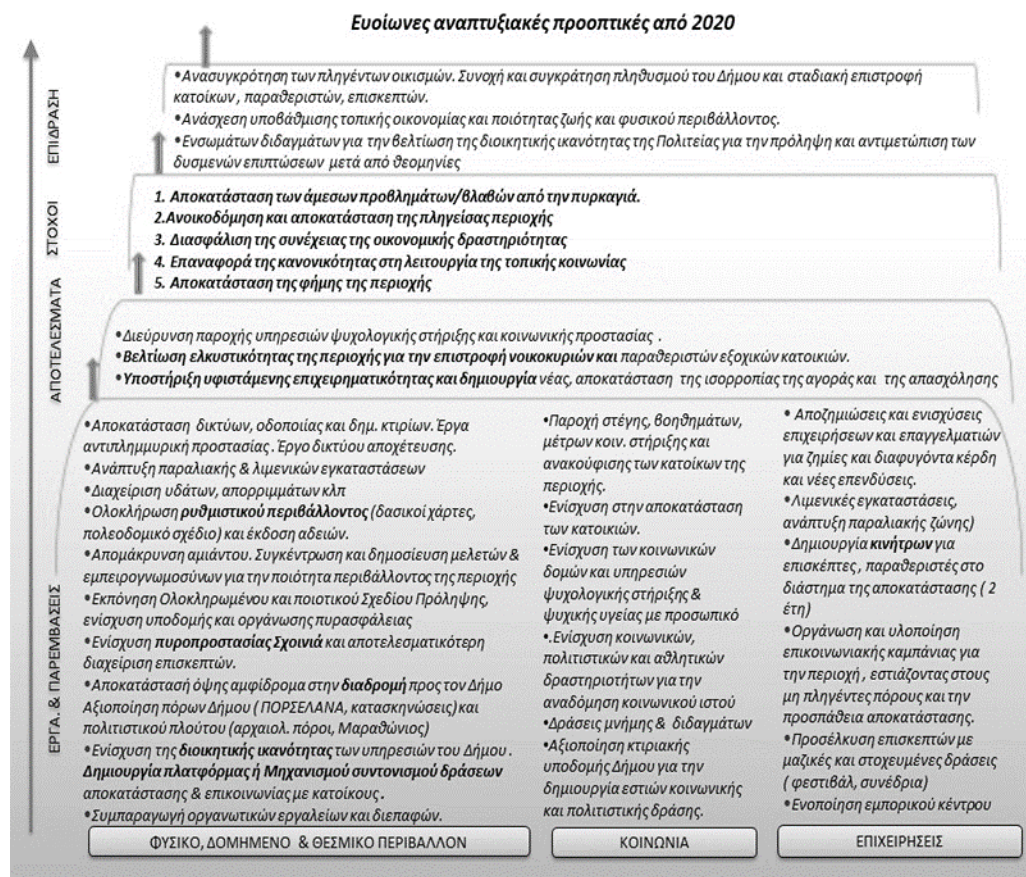 Ευοίωνες αναπτυξιακές προοπτικές από 2020
ΕΠΙΔΡΑΣΗ
•Ανασυγκρότηση των πληγέντων οικισμών. Συνοχή και συγκράτηση πληθυσμού του Δήμου και σταδιακή επιστροφή
κατοίκων , παραθεριστών, επισκεπτών.
•Ανάσχεση υποβάθμισης τοπικής οικονομίας και ποιότητας ζωής και φυσικού περιβάλλοντος.
•Ενσωμάτων διδαγμάτων για την βελτίωση της διοικητικής ικανότητας της Πολιτείας για την πρόληψη και αντιμετώπιση των
δυσμενών επιπτώσεων μετά από θεομηνίες
ΣΤΟΧΟΙ
1. Αποκατάσταση των άμεσων προβλημάτων/βλαβών από την πυρκαγιά.
2.Ανοικοδόμηση και αποκατάσταση της πληγείσας περιοχής
3. Διασφάλιση της συνέχειας της οικονομικής δραστηριότητας
4. Επαναφορά της κανονικότητας στη λειτουργία της τοπικής κοινωνίας
5. Αποκατάσταση της φήμης της περιοχής
ΑΠΟΤΕΛΕΣΜΑΤΑ
•Διεύρυνση παροχής υπηρεσιών ψυχολογικής στήριξης και κοινωνικής προστασίας .
•Βελτίωση ελκυστικότητας της περιοχής για την επιστροφή νοικοκυριών και παραθεριστών εξοχικών κατοικιών.
•Υποστήριξη υφιστάμενης επιχειρηματικότητας και δημιουργία νέας, αποκατάσταση της ισορροπίας της αγοράς και της απασχόλησης
ΕΡΓΑ. & ΠΑΡΕΜΒΑΣΕΙΣ
•Αποκατάσταση δικτύων, οδοποιίας και δημ. κτιρίων. Έργα
αντιπλημμυρική προστασίας . Έργο δικτύου αποχέτευσης.
•Ανάπτυξη παραλιακής & λιμενικών εγκαταστάσεων
•Διαχείριση υδάτων, απορριμμάτων κλπ
•Ολοκλήρωση ρυθμιστικού περιβάλλοντος (δασικοί χάρτες,
πολεοδομικό σχέδιο) και έκδοση αδειών.
•Απομάκρυνση αμιάντου. Συγκέντρωση και δημοσίευση μελετών &
εμπειρογνωμοσύνων για την ποιότητα περιβάλλοντος της περιοχής
•Εκπόνηση Ολοκληρωμένου και ποιοτικού Σχεδίου Πρόληψης,
ενίσχυση υποδομής και οργάνωσης πυρασφάλειας
•Ενίσχυση πυροπροστασίας Σχοινιά και αποτελεσματικότερη
διαχείριση επισκεπτών.
•Αποκατάστασή όψης αμφίδρομα στην διαδρομή προς τον Δήμο
Αξιοποίηση πόρων Δήμου ( ΠΟΡΣΕΛΑΝΑ, κατασκηνώσεις) και
πολιτιστικού πλούτου (αρχαιολ. πόροι, Μαραθώνιος)
•Ενίσχυση της διοικητικής ικανότητας των υπηρεσιών του Δήμου .
Δημιουργία πλατφόρμας ή Μηχανισμού συντονισμού δράσεων
αποκατάστασης & επικοινωνίας με κατοίκους .
•Συμπαραγωγή οργανωτικών εργαλείων και διεπαφών.
ΦΥΣΙΚΟ, ΔΟΜΗΜΕΝΟ & ΘΕΣΜΙΚΟ ΠΕΡΙΒΑΛΛΟΝ
•Παροχή στέγης, βοηθημάτων,
μέτρων κοιν. στήριξης και
ανακούφισης των κατοίκων της
περιοχής.
•Ενίσχυση στην αποκατάσταση
των κατοικιών.
•Ενίσχυση των κοινωνικών
δομών και υπηρεσιών
ψυχολογικής στήριξης &
ψυχικής υγείας με προσωπικό
•.Ενίσχυση κοινωνικών,
πολιτιστικών και αθλητικών
δραστηριοτήτων για την
αναδόμηση κοινωνικού ιστού
•Δράσεις μνήμης & διδαγμάτων
•Αξιοποίηση κτιριακής
υποδομής Δήμου για την
δημιουργία εστιών κοινωνικής
και πολιτιστικής δράσης.
ΚΟΙΝΩΝΙΑ
• Αποζημιώσεις και ενισχύσεις
επιχειρήσεων και επαγγελματιών
για ζημίες και διαφυγόντα κέρδη
και νέες επενδύσεις.
•Λιμενικές εγκαταστάσεις,
ανάπτυξη παραλιακής ζώνης)
•Δημιουργία κινήτρων για
επισκέπτες , παραθεριστές στο
διάστημα της αποκατάστασης ( 2
έτη)
•Οργάνωση και υλοποίηση
επικοινωνιακής καμπάνιας για
την περιοχή , εστιάζοντας στους
μη πληγέντες πόρους και την
προσπάθεια αποκατάστασης.
•Προσέλκυση επισκεπτών με
μαζικές και στοχευμένες δράσεις
( φεστιβάλ, συνέδρια)
•Ενοποίηση εμπορικού κέντρου
ΕΠΙΧΕΙΡΗΣΕΙΣ